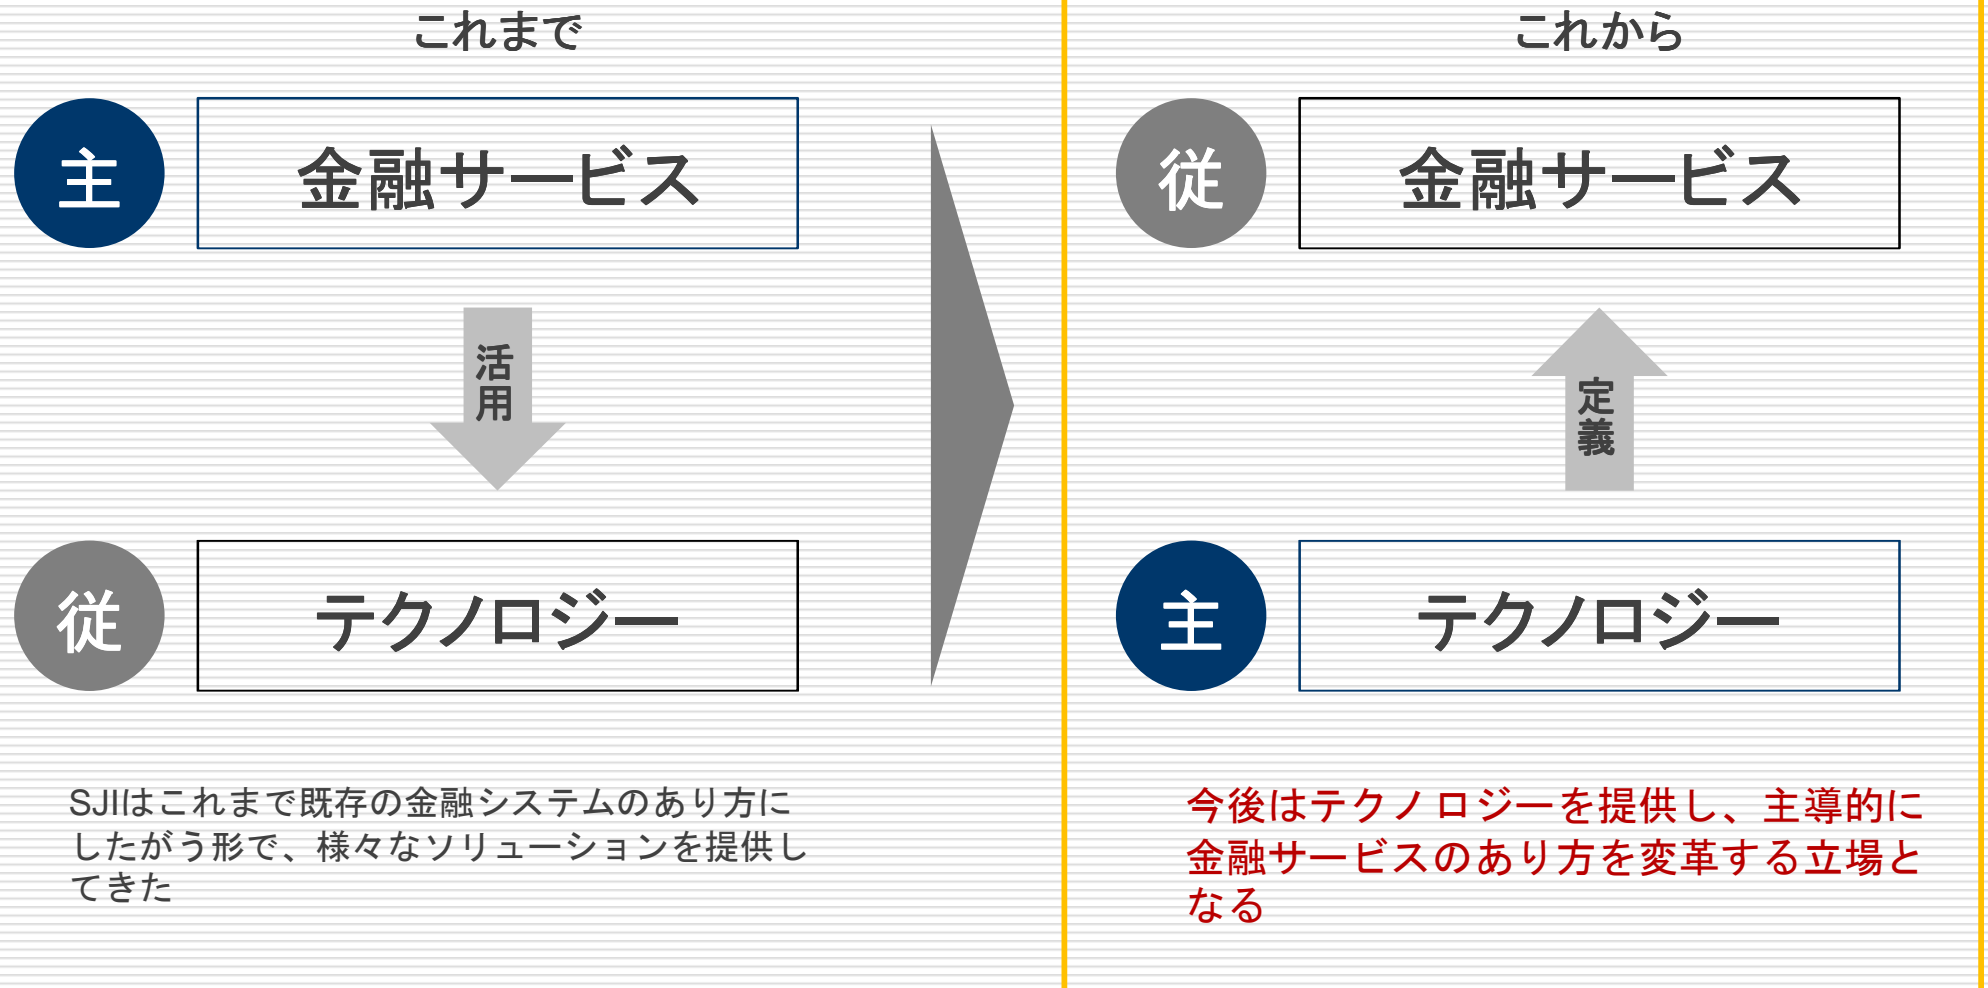 これまで
主
金融サービス
活用
従
テクノロジー
SJIはこれまで既存の金融システムのあり方に
したがう形で、様々なソリューションを提供し
てきた
これから
従
金融サービス
定義
主
テクノロジー
今後はテクノロジーを提供し、主導的に
金融サービスのあり方を変革する立場と
なる